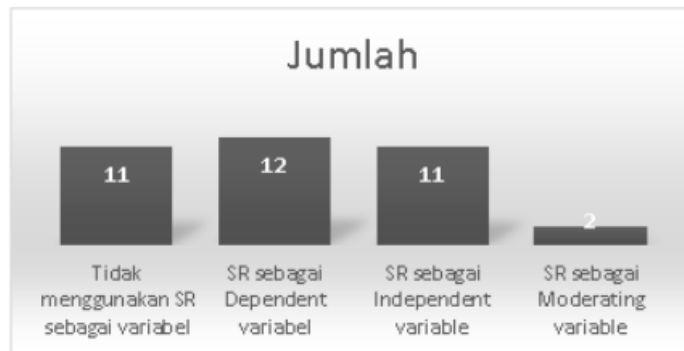 Jumlah
11
12
11
2
Tidak
menggunakan SR
sebagai variabel
SR sebagai
Dependent
variabel
SR sebagai
Independent
variable
SR sebagai
Moderating
variable